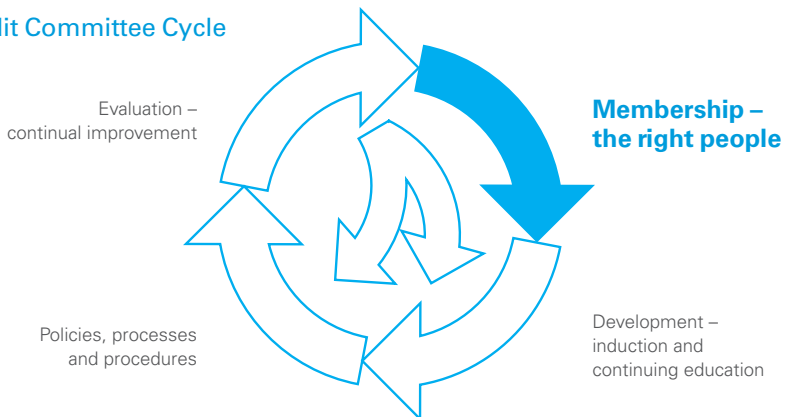 Committee Cycle
Evaluation –
continual improvement
Membership –
the right people
Policies, processes
and procedures
Development –
induction and
continuing education